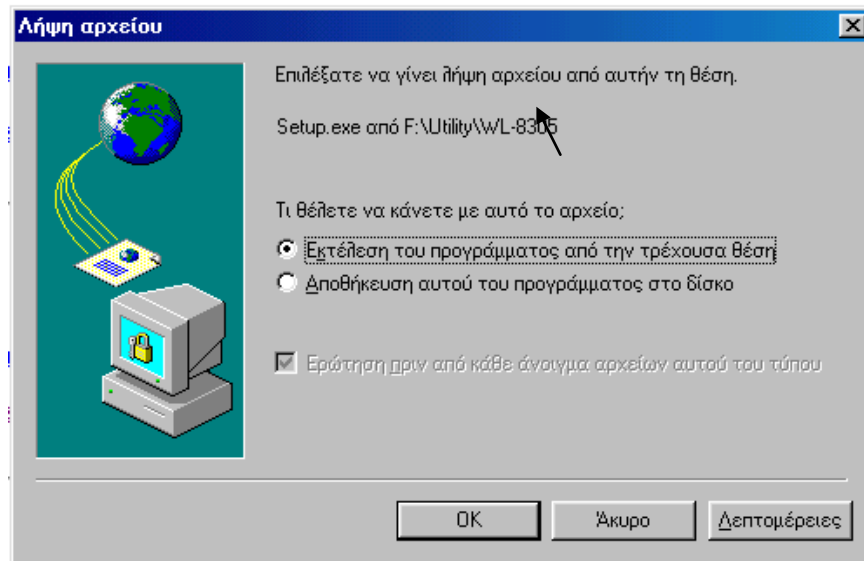 Λήψη αρχείου
Επιλέξατε να γίνει λήψη αρχείου από αυτήν τη θέση.
Setup.exe από F:\Utility\WL-8305
Τι θέλετε να κάνετε με αυτό το αρχείο;
Εκτέλεση του προγράμματος από την τρέχουσα θέση
Αποθήκευση αυτού του προγράμματος στο δίσκο
Ερώτηση πριν από κάθε άνοιγμα αρχείων αυτού του τύπου
OK
Άκυρο
Λεπτομέρειες